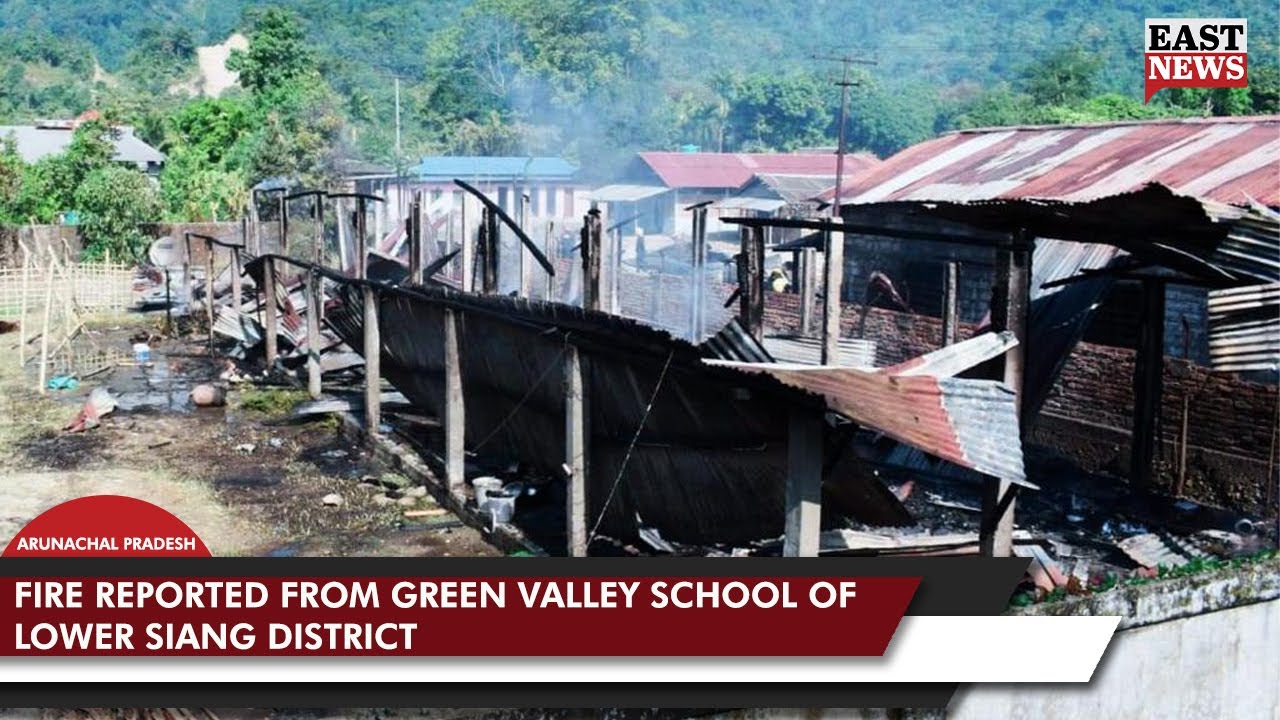 EAST
NEWS
ARUNACHAL PRADESH
FIRE REPORTED FROM GREEN VALLEY SCHOOL OF
LOWER SIANG DISTRICT